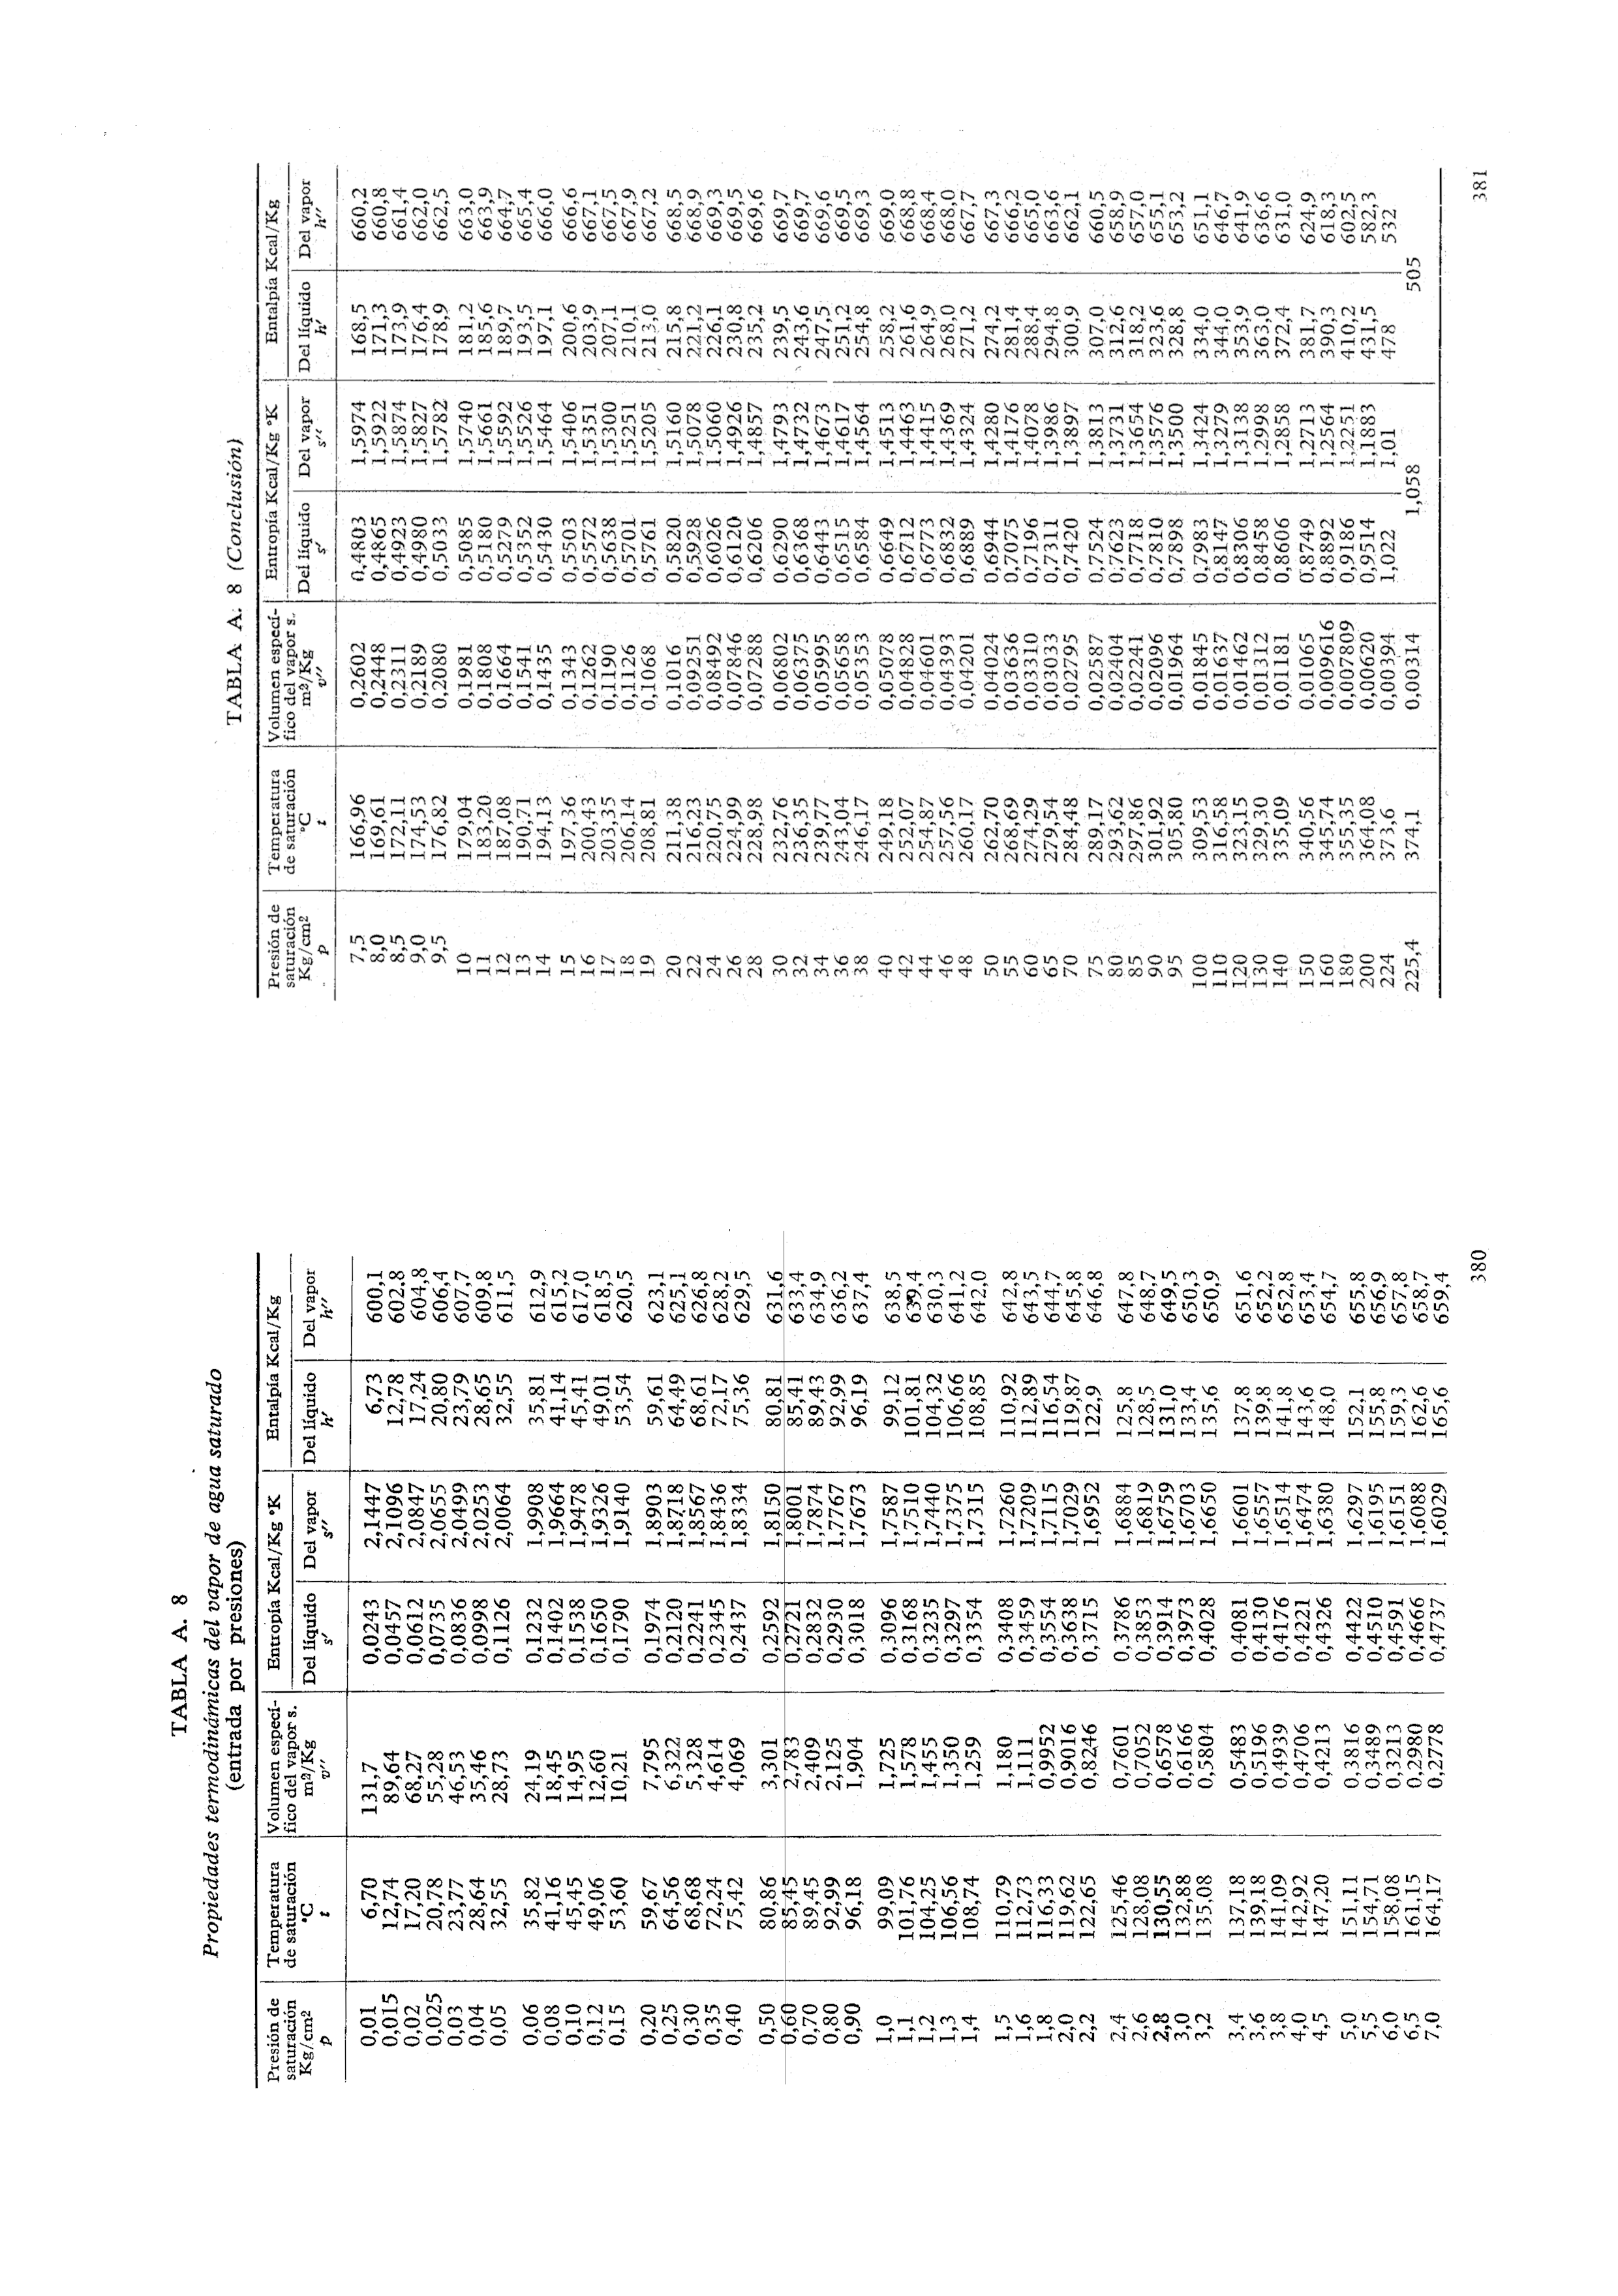 TABLA A. 8
Propiedades termodinámicas del vapor de agua saturado
(entrada por presiones)
Presión de saturación Kg/cm2 p | Temperatura de saturación °C t | Volumen especí-fico del vapor s. m3/Kg v'' | Entropía Kcal/Kg °K | Entalpía Kcal/Kg
Del líquido s' | Del vapor s'' | Del líquido h' | Del vapor h''
0,01 6,70 131,7 0,0243 2,1447 6,73 600,1
0,015 12,74 89,64 0,0457 2,1096 12,78 602,8
0,02 17,20 68,27 0,0612 2,0847 17,24 604,8
0,025 20,78 55,28 0,0735 2,0655 20,80 606,4
0,03 23,77 46,53 0,0836 2,0499 23,79 607,7
0,04 28,64 35,46 0,0998 2,0253 28,65 609,8
0,05 32,55 28,73 0,1126 2,0064 32,55 611,5
0,06 35,82 24,19 0,1232 1,9908 35,81 612,9
0,08 41,16 18,45 0,1402 1,9664 41,14 615,2
0,10 45,45 14,95 0,1538 1,9478 45,41 617,0
0,12 49,06 12,60 0,1650 1,9326 49,01 618,5
0,15 53,60 10,21 0,1790 1,9140 53,54 620,5
0,20 59,67 7,795 0,1974 1,8903 59,61 623,1
0,25 64,56 6,322 0,2120 1,8718 64,49 625,1
0,30 68,68 5,328 0,2241 1,8567 68,61 626,8
0,35 72,24 4,614 0,2345 1,8436 72,17 628,2
0,40 75,42 4,069 0,2437 1,8334 75,36 629,5
0,50 80,86 3,301 0,2592 1,8150 80,81 631,6
0,60 85,45 2,783 0,2721 1,8001 85,41 633,4
0,70 89,45 2,409 0,2832 1,7874 89,43 634,9
0,80 92,99 2,125 0,2930 1,7767 92,99 636,2
0,90 96,18 1,904 0,3018 1,7673 96,19 637,4
1,0 99,09 1,725 0,3096 1,7587 99,12 638,5
1,1 101,76 1,578 0,3168 1,7510 101,81 639,4
1,2 104,25 1,455 0,3235 1,7440 104,32 630,3
1,3 106,56 1,350 0,3297 1,7375 106,66 641,2
1,4 108,74 1,259 0,3354 1,7315 108,85 642,0
1,5 110,79 1,180 0,3408 1,7260 110,92 642,8
1,6 112,73 1,111 0,3459 1,7209 112,89 643,5
1,8 116,33 0,9952 0,3554 1,7115 116,54 644,7
2,0 119,62 0,9016 0,3638 1,7029 119,87 645,8
2,2 122,65 0,8246 0,3715 1,6952 122,9 646,8
2,4 125,46 0,7601 0,3786 1,6884 125,8 647,8
2,6 128,08 0,7052 0,3853 1,6819 128,5 648,7
2,8 130,55 0,6578 0,3914 1,6759 131,0 649,5
3,0 132,88 0,6166 0,3973 1,6703 133,4 650,3
3,2 135,08 0,5804 0,4028 1,6650 135,6 650,9
3,4 137,18 0,5483 0,4081 1,6601 137,8 651,6
3,6 139,18 0,5196 0,4130 1,6557 139,8 652,2
3,8 141,09 0,4939 0,4176 1,6514 141,8 652,8
4,0 142,92 0,4706 0,4221 1,6474 143,6 653,4
4,5 147,20 0,4213 0,4326 1,6380 148,0 654,7
5,0 151,11 0,3816 0,4422 1,6297 152,1 655,8
5,5 154,71 0,3489 0,4510 1,6195 155,8 656,9
6,0 158,08 0,3213 0,4591 1,6151 159,3 657,8
6,5 161,15 0,2980 0,4666 1,6088 162,6 658,7
7,0 164,17 0,2778 0,4737 1,6029 165,6 659,4
380
TABLA A. 8 (Conclusión)
Presión de saturación Kg/cm2 p | Temperatura de saturación °C t | Volumen especí-fico del vapor s. m3/Kg v'' | Entropía Kcal/Kg °K | Entalpía Kcal/Kg
Del líquido s' | Del vapor s'' | Del líquido h' | Del vapor h''
7,5 166,96 0,2602 0,4803 1,5974 168,5 660,2
8,0 169,61 0,2448 0,4865 1,5922 171,3 660,8
8,5 172,11 0,2311 0,4923 1,5874 173,9 661,4
9,0 174,53 0,2189 0,4980 1,5827 176,4 662,0
9,5 176,82 0,2080 0,5033 1,5782 178,9 662,5
10 179,04 0,1981 0,5085 1,5740 181,2 663,0
11 183,20 0,1808 0,5180 1,5661 185,6 663,9
12 187,08 0,1664 0,5279 1,5592 189,7 664,7
13 190,71 0,1541 0,5352 1,5526 193,5 665,4
14 194,13 0,1435 0,5430 1,5464 197,1 666,0
15 197,36 0,1343 0,5503 1,5406 200,6 666,6
16 200,43 0,1262 0,5572 1,5351 203,9 667,1
17 203,35 0,1190 0,5638 1,5300 207,1 667,5
18 206,14 0,1126 0,5701 1,5251 210,1 667,9
19 208,81 0,1068 0,5761 1,5205 213,0 667,2
20 211,38 0,1016 0,5820 1,5160 215,8 668,5
22 216,23 0,09251 0,5928 1,5078 221,2 668,9
24 220,75 0,08492 0,6026 1.5060 226,1 669,3
26 224,99 0,07846 0,6120 1,4926 230,8 669,5
28 228,98 0,07288 0,6206 1,4857 235,2 669,6
30 232,76 0,06802 0,6290 1,4793 239,5 669,7
32 236,35 0,06375 0,6368 1,4732 243,6 669,7
34 239,77 0,05995 0,6443 1,4673 247,5 669,6
36 243,04 0,05658 0,6515 1,4617 251,2 669,5
38 246,17 0,05353 0,6584 1,4564 254,8 669,3
40 249,18 0,05078 0,6649 1,4513 258,2 669,0
42 252,07 0,04828 0,6712 1,4463 261,6 668,8
44 254,87 0,04601 0,6773 1,4415 264,9 668,4
46 257,56 0,04393 0,6832 1,4369 268,0 668,0
48 260,17 0,04201 0,6889 1,4324 271,2 667,7
50 262,70 0,04024 0,6944 1,4280 274,2 667,3
55 268,69 0,03636 0,7075 1,4176 281,4 666,2
60 274,29 0,03310 0,7196 1,4078 288,4 665,0
65 279,54 0,03033 0,7311 1,3986 294,8 663,6
70 284,48 0,02795 0,7420 1,3897 300,9 662,1
75 289,17 0,02587 0,7524 1,3813 307,0 660,5
80 293,62 0,02404 0,7623 1,3731 312,6 658,9
85 297,86 0,02241 0,7718 1,3654 318,2 657,0
90 301,92 0,02096 0,7810 1,3576 323,6 655,1
95 305,80 0,01964 0,7898 1,3500 328,8 653,2
100 309,53 0,01845 0,7983 1,3424 334,0 651,1
110 316,58 0,01637 0,8147 1,3279 344,0 646,7
120 323,15 0,01462 0,8306 1,3138 353,9 641,9
130 329,30 0,01312 0,8458 1,2998 363,0 636,6
140 335,09 0,01181 0,8606 1,2858 372,4 631,0
150 340,56 0,01065 0,8749 1,2713 381,7 624,9
160 345,74 0,009616 0,8892 1,2564 390,3 618,3
180 355,35 0,007809 0,9186 1,2251 410,2 602,5
200 364,08 0,00620 0,9514 1,1883 431,5 582,3
224 373,6 0,00394 1,022 1,01 478 532
225,4 374,1 0,00314 1,058 505
381